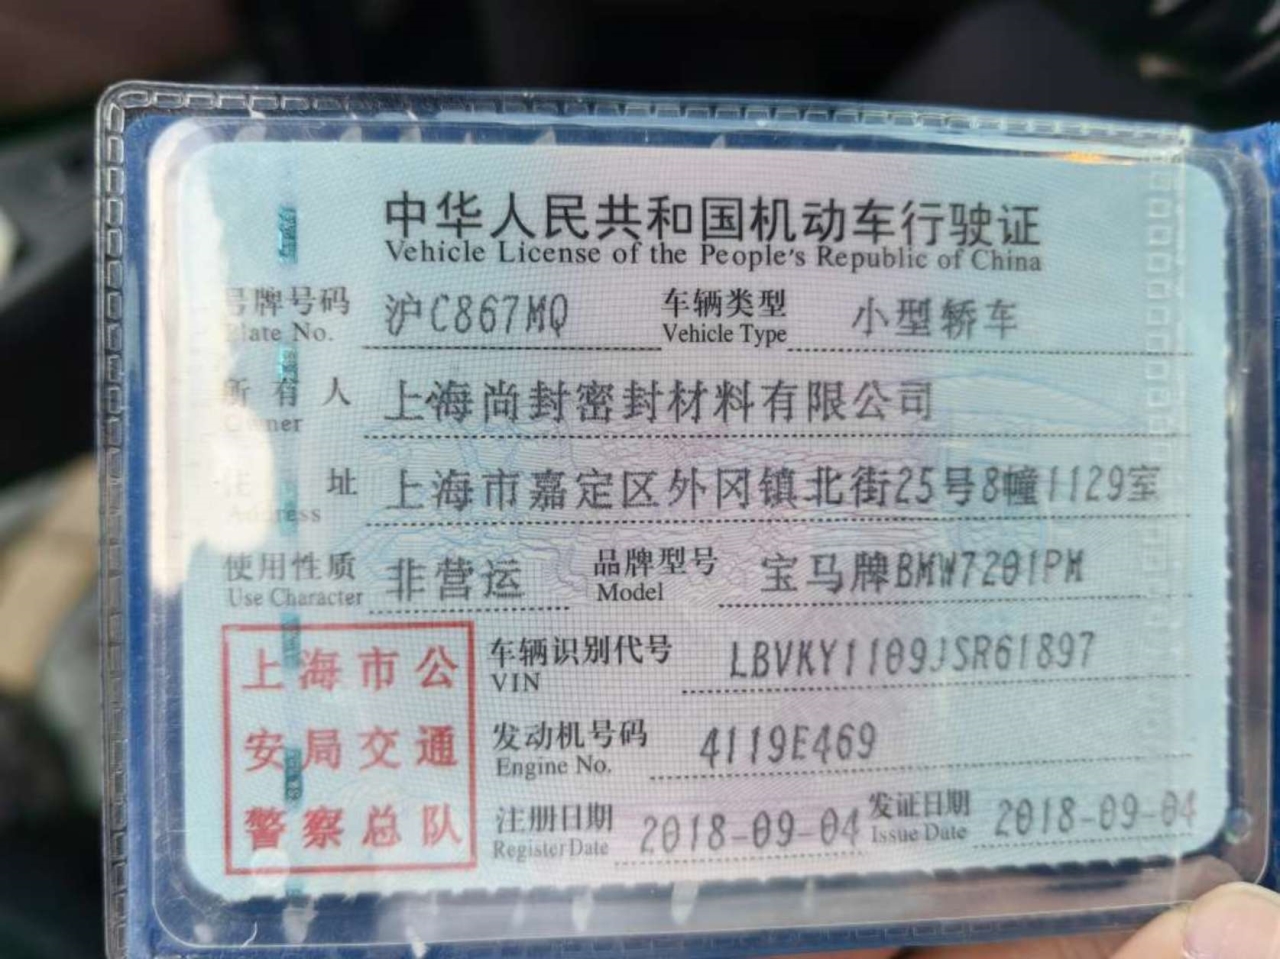 中华人民共和国机动车行驶证
Vehicle License of the People's Republic of China
号牌号码 沪C867MQ 车辆类型 小型轿车
Plate No. Vehicle Type
所有人 上海尚封密封材料有限公司
Owner
住址 上海市嘉定区外冈镇北街25号8幢1129室
Address
使用性质 非营运 品牌型号 宝马牌BMW7201PM
Use Character Model
上海市公
安局交通
警察总队
车辆识别代号 LBVKY1109JSR61897
VIN
发动机号码 4119E469
Engine No.
注册日期 2018-09-04 发证日期 2018-09-04
Register Date Issue Date